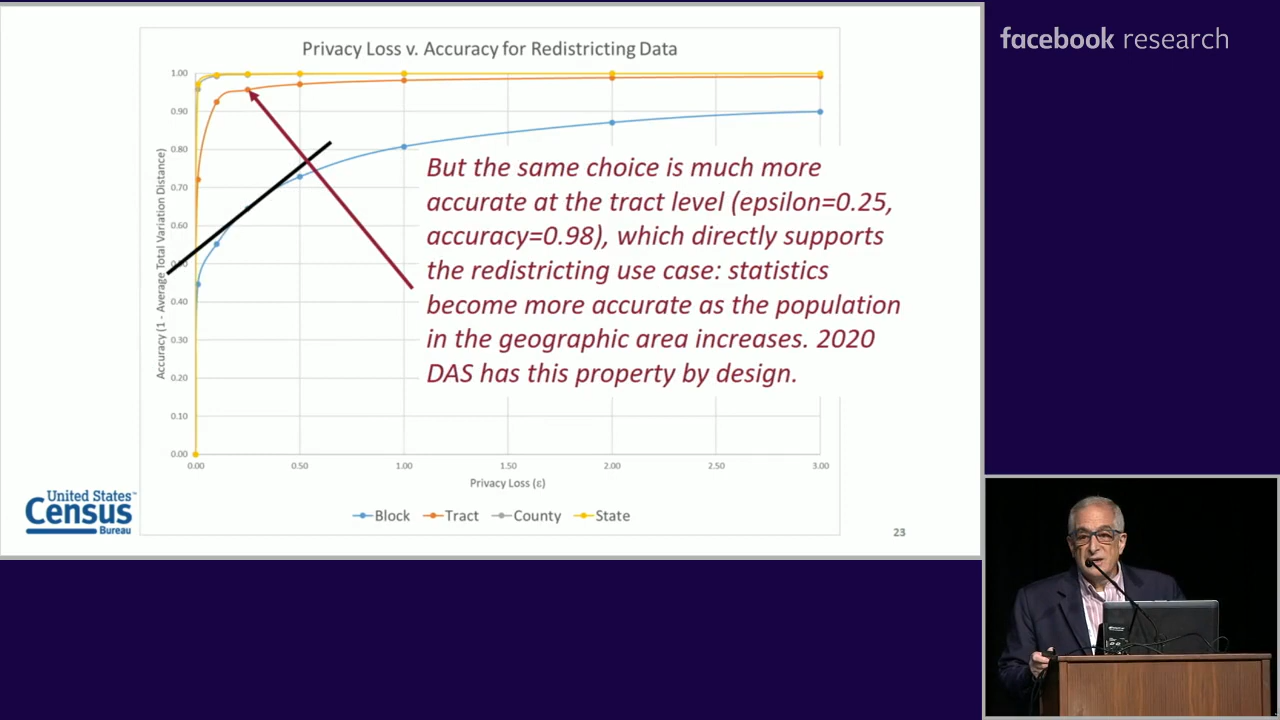 facebook research
Privacy Loss v. Accuracy for Redistricting Data
Accuracy (1 - Average Total Variation Distance)
1.00
0.90
0.80
0.70
0.60
0.50
0.40
0.30
0.20
0.10
0.00
0.00 0.50 1.00 1.50 2.00 2.50 3.00
Privacy Loss (ε)
Block Tract County State
But the same choice is much more
accurate at the tract level (epsilon=0.25,
accuracy=0.98), which directly supports
the redistricting use case: statistics
become more accurate as the population
in the geographic area increases. 2020
DAS has this property by design.
United States™
Census
Bureau
23